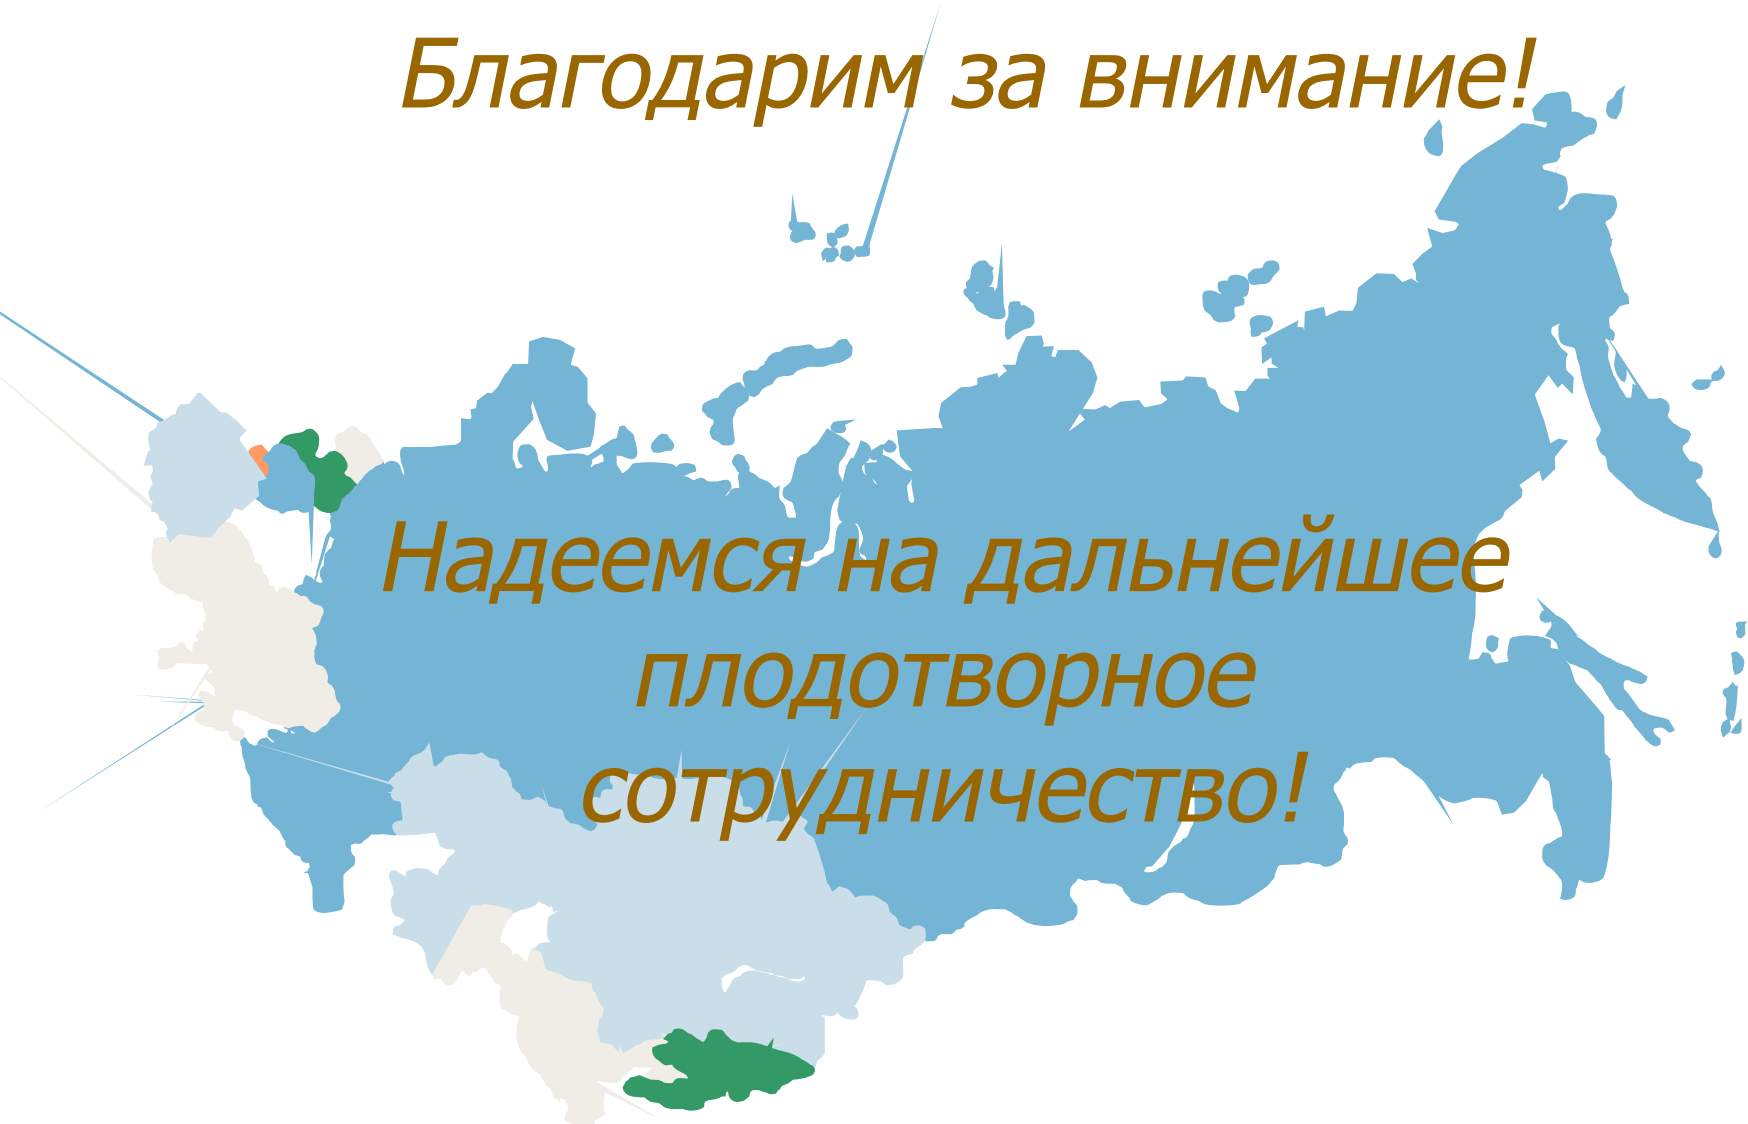 Благодарим за внимание!
Надеемся на дальнейшее
плодотворное
сотрудничество!